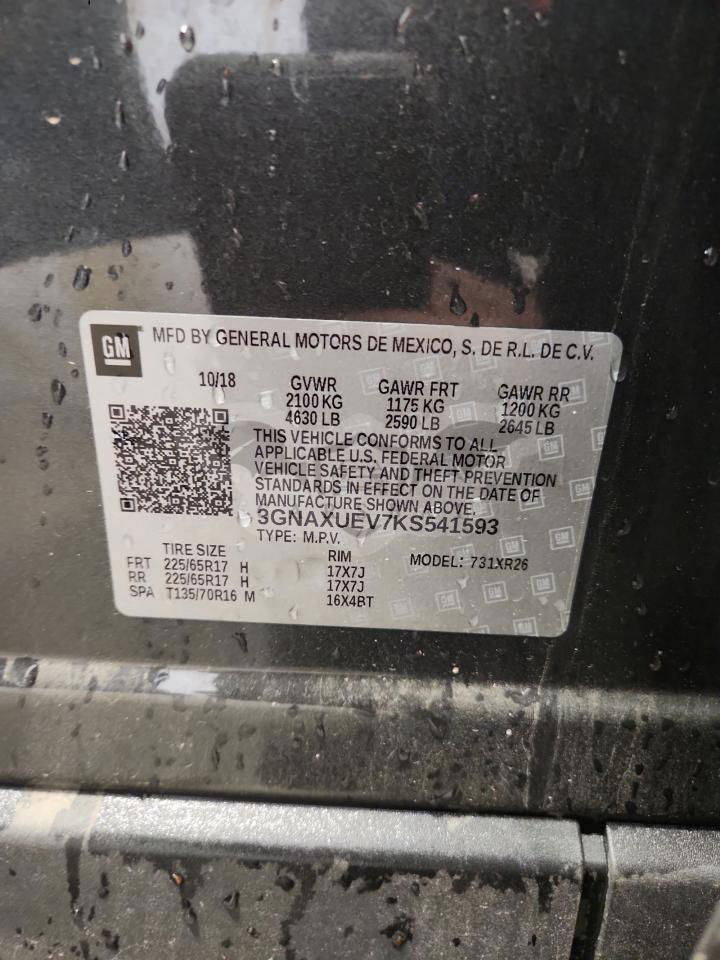 GM
MFD BY GENERAL MOTORS DE MEXICO, S. DE R.L. DE C.V.
10/18 GVWR GAWR FRT GAWR RR
2100 KG 1175 KG 1200 KG
4630 LB 2590 LB 2645 LB
THIS VEHICLE CONFORMS TO ALL
APPLICABLE U.S. FEDERAL MOTOR
VEHICLE SAFETY AND THEFT PREVENTION
STANDARDS IN EFFECT ON THE DATE OF
MANUFACTURE SHOWN ABOVE.
3GNAXUEV7KS541593
TYPE: M.P.V.
TIRE SIZE RIM MODEL: 731XR26
FRT 225/65R17 H 17X7J
RR 225/65R17 H 17X7J
SPA T135/70R16 M 16X4BT